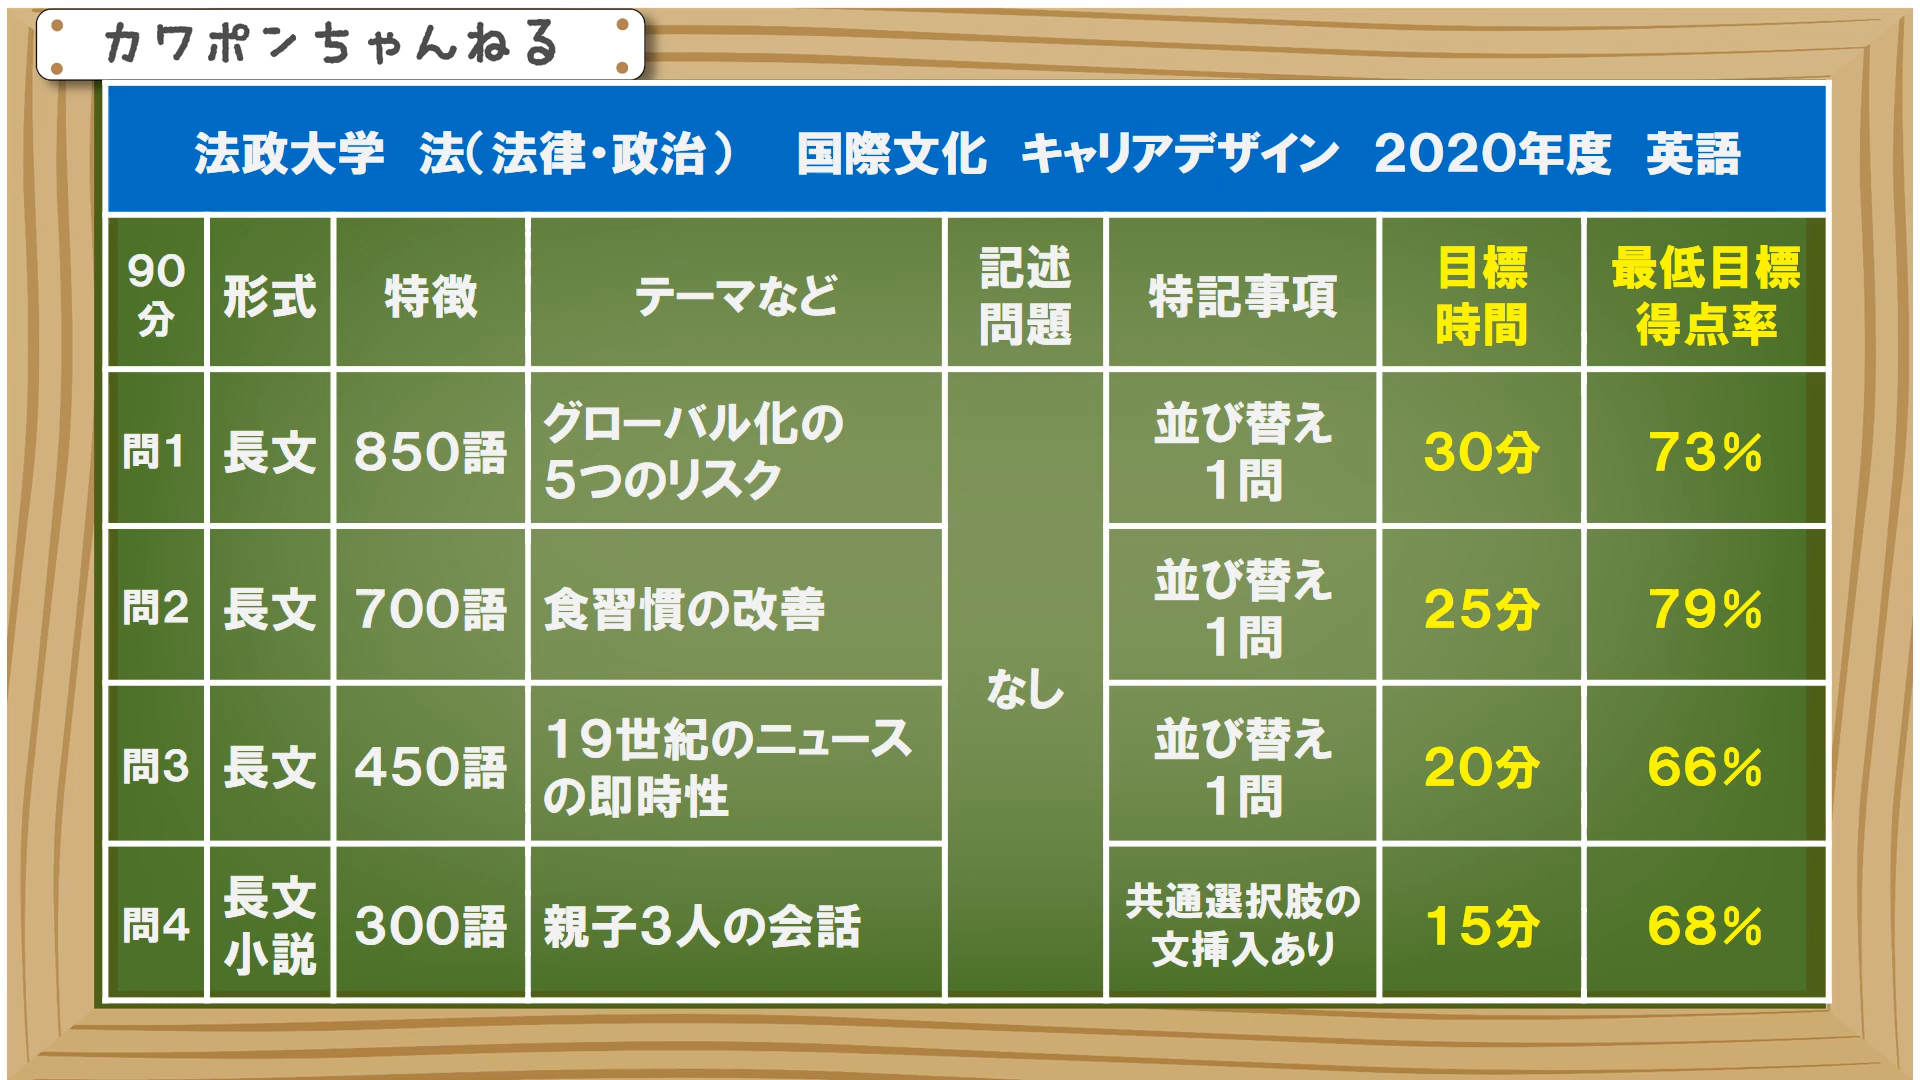 カワポンちゃんねる
法政大学　法(法律・政治)　国際文化　キャリアデザイン　2020年度　英語
90
分
形式
特徴
テーマなど
記述
問題
特記事項
目標
時間
最低目標
得点率
問1
長文
850語
グローバル化の
5つのリスク
なし
並び替え
1問
30分
73%
問2
長文
700語
食習慣の改善
並び替え
1問
25分
79%
問3
長文
450語
19世紀のニュース
の即時性
並び替え
1問
20分
66%
問4
長文
小説
300語
親子3人の会話
共通選択肢の
文挿入あり
15分
68%